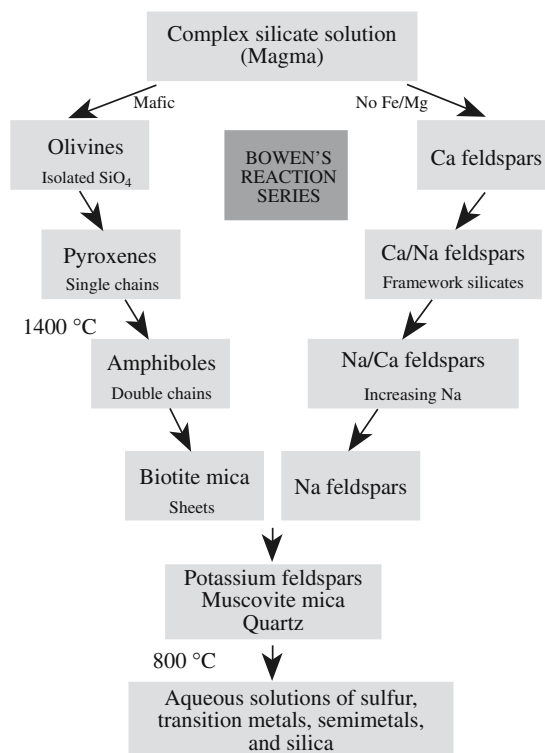 Complex silicate solution
(Magma)
Mafic
No Fe/Mg
Olivines
Isolated SiO₄
BOWEN'S
REACTION
SERIES
Ca feldspars
Pyroxenes
Single chains
Ca/Na feldspars
Framework silicates
1400 °C
Amphiboles
Double chains
Na/Ca feldspars
Increasing Na
Biotite mica
Sheets
Na feldspars
Potassium feldspars
Muscovite mica
Quartz
800 °C
Aqueous solutions of sulfur,
transition metals, semimetals,
and silica